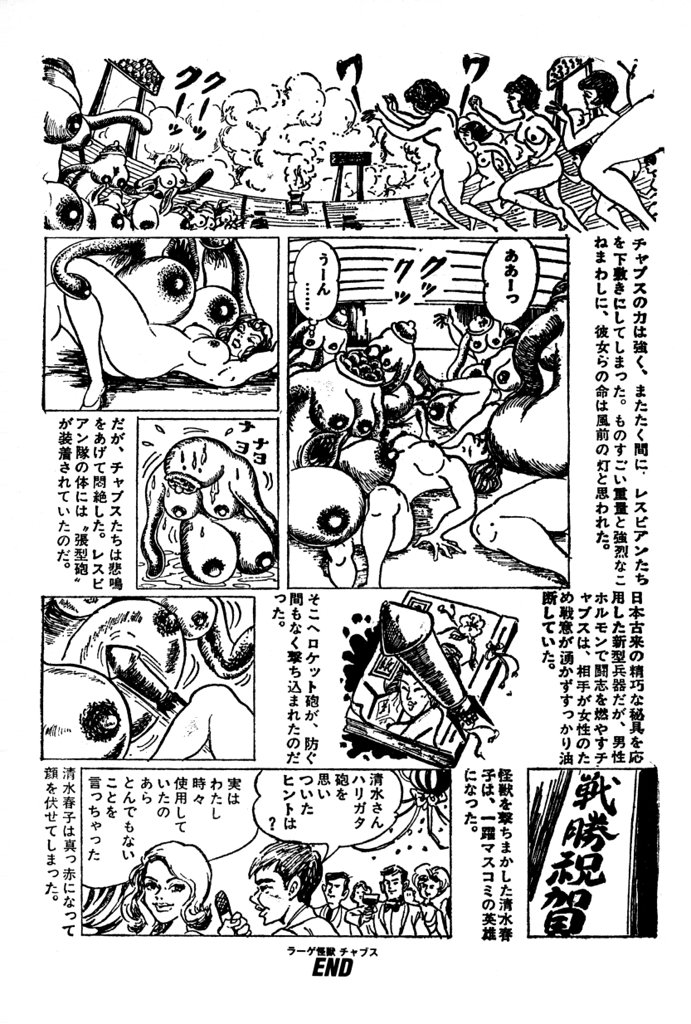 クークー
ワー
ワー
チャブスの力は強く、またたく間に、レスビアンたち
を下敷きにしてしまった。ものすごい重量と強烈なこ
ねまわしに、彼女らの命は風前の灯と思われた。
ああーっ
グッグッ
うーん
………
だが、チャブスたちは悲鳴
をあげて悶絶した。レスビ
アン隊の体には〝張型砲〟
が装着されていたのだ。
ナヨ
ナヨ
日本古来の精巧な秘具を応
用した新型兵器だが、男性
ホルモンで闘志を燃やすチ
ャブスは、相手が女性のた
め戦意が湧かずすっかり油
断していた。
そこへロケット砲が、防ぐ
間もなく撃ち込まれたのだ
った。
戦勝祝賀
怪獣を撃ちまかした清水春
子は、一羅マスコミの英雄
になった。
清水さん
ハリガタ
砲を
思い
ついた
ヒントは
?
実は
わたし
時々
使用して
いたの
あら
とんでもない
ことを
言っちゃった
清水春子は真っ赤になって
顔を伏せてしまった。
ラーゲ怪獣 チャブス
END